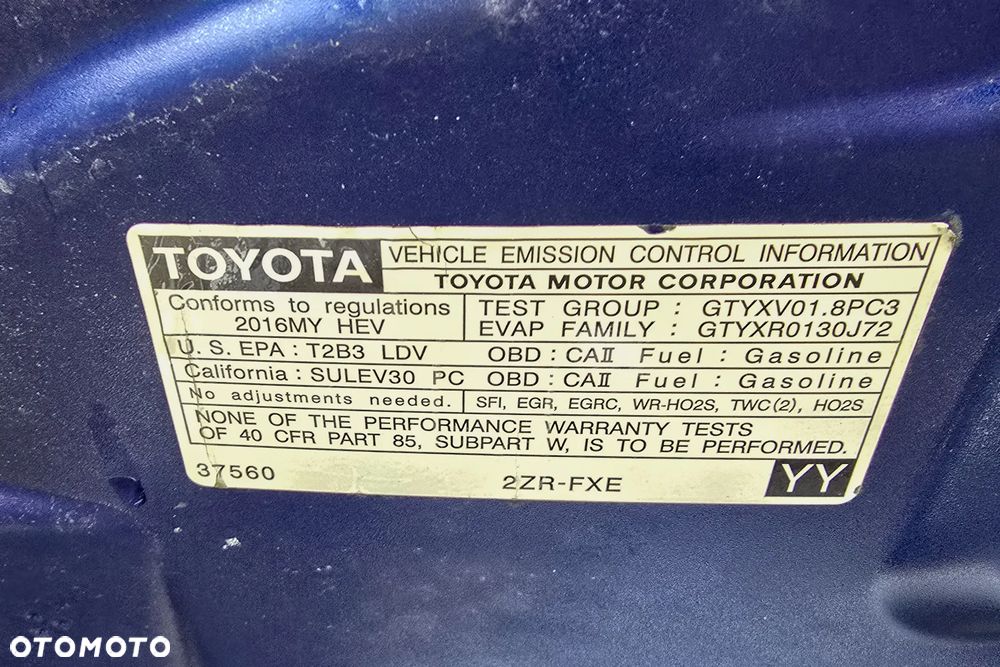 TOYOTA
VEHICLE EMISSION CONTROL INFORMATION
TOYOTA MOTOR CORPORATION
Conforms to regulations
2016MY HEV
TEST GROUP : GTYXV01.8PC3
EVAP FAMILY : GTYXR0130J72
U. S. EPA : T2B3 LDV OBD : CAII Fuel : Gasoline
California : SULEV30 PC OBD : CAII Fuel : Gasoline
No adjustments needed.
SFI, EGR, EGRC, WR-HO2S, TWC(2), HO2S
NONE OF THE PERFORMANCE WARRANTY TESTS
OF 40 CFR PART 85, SUBPART W, IS TO BE PERFORMED.
37560 2ZR-FXE YY
OTOMOTO